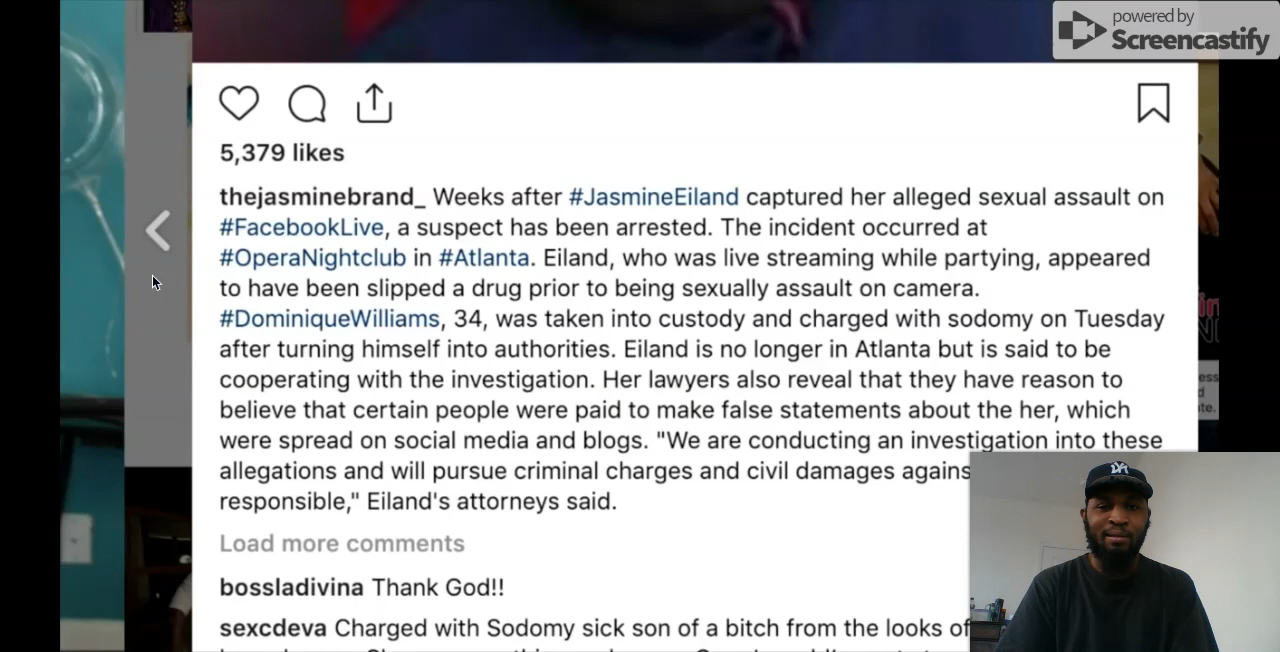 powered by
Screencastify
5,379 likes
thejasminebrand_ Weeks after #JasmineEiland captured her alleged sexual assault on
#FacebookLive, a suspect has been arrested. The incident occurred at
#OperaNightclub in #Atlanta. Eiland, who was live streaming while partying, appeared
to have been slipped a drug prior to being sexually assault on camera.
#DominiqueWilliams, 34, was taken into custody and charged with sodomy on Tuesday
after turning himself into authorities. Eiland is no longer in Atlanta but is said to be
cooperating with the investigation. Her lawyers also reveal that they have reason to
believe that certain people were paid to make false statements about the her, which
were spread on social media and blogs. "We are conducting an investigation into these
allegations and will pursue criminal charges and civil damages agains
responsible," Eiland's attorneys said.
Load more comments
bossladivina Thank God!!
sexcdeva Charged with Sodomy sick son of a bitch from the looks of